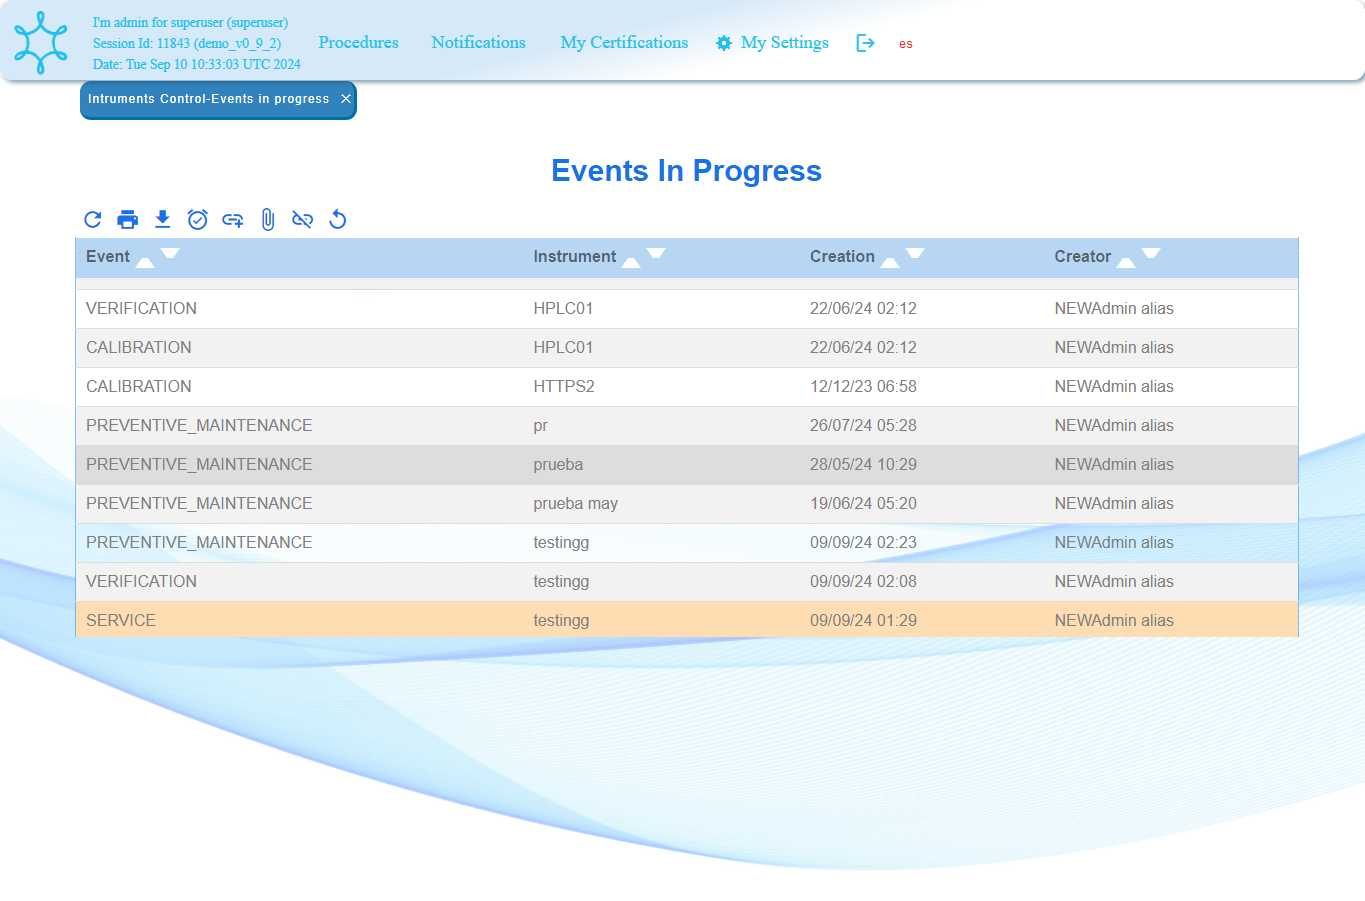 I'm admin for superuser (superuser)
Session Id: 11843 (demo_v0_9_2)
Date: Tue Sep 10 10:33:03 UTC 2024
Procedures Notifications My Certifications My Settings es
Intruments Control-Events in progress
Events In Progress
Event Instrument Creation Creator
VERIFICATION HPLC01 22/06/24 02:12 NEWAdmin alias
CALIBRATION HPLC01 22/06/24 02:12 NEWAdmin alias
CALIBRATION HTTPS2 12/12/23 06:58 NEWAdmin alias
PREVENTIVE_MAINTENANCE pr 26/07/24 05:28 NEWAdmin alias
PREVENTIVE_MAINTENANCE prueba 28/05/24 10:29 NEWAdmin alias
PREVENTIVE_MAINTENANCE prueba may 19/06/24 05:20 NEWAdmin alias
PREVENTIVE_MAINTENANCE testingg 09/09/24 02:23 NEWAdmin alias
VERIFICATION testingg 09/09/24 02:08 NEWAdmin alias
SERVICE testingg 09/09/24 01:29 NEWAdmin alias